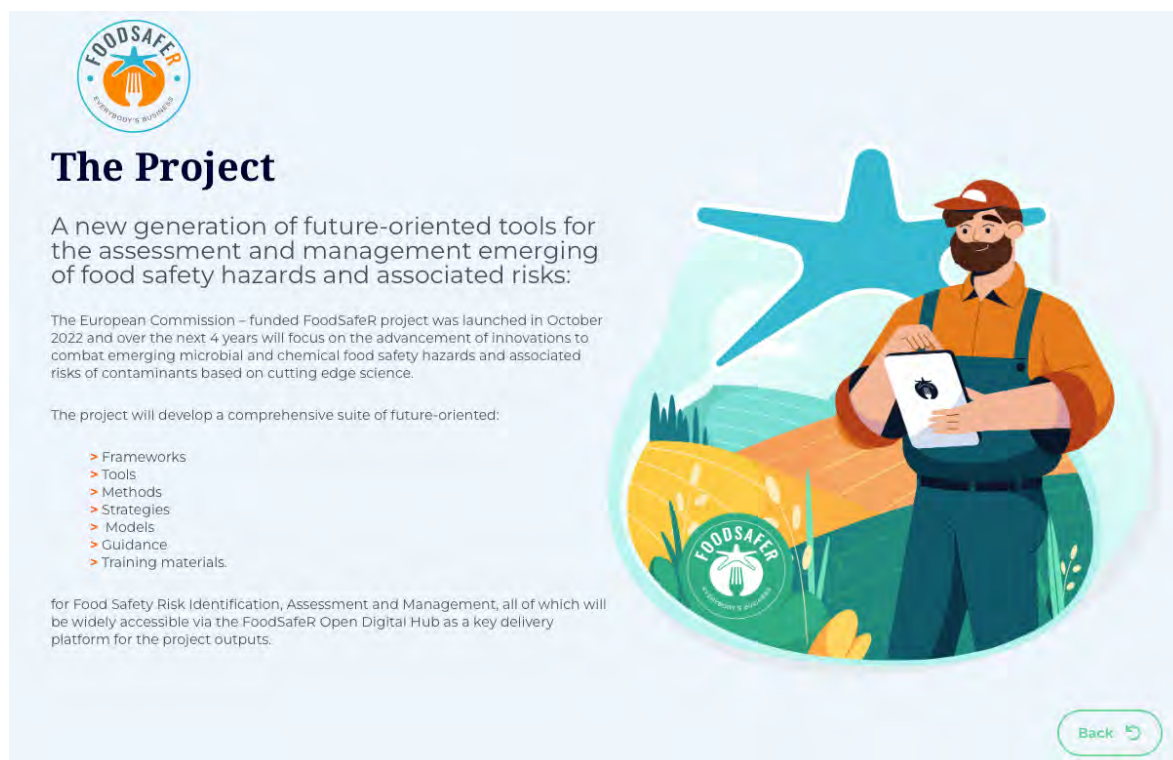 FOODSAFER
EVERYBODY'S BUSINESS
The Project
A new generation of future-oriented tools for
the assessment and management emerging
of food safety hazards and associated risks:
The European Commission – funded FoodSafeR project was launched in October
2022 and over the next 4 years will focus on the advancement of innovations to
combat emerging microbial and chemical food safety hazards and associated
risks of contaminants based on cutting edge science.
The project will develop a comprehensive suite of future-oriented:
> Frameworks
> Tools
> Methods
> Strategies
> Models
> Guidance
> Training materials.
for Food Safety Risk Identification, Assessment and Management, all of which will
be widely accessible via the FoodSafeR Open Digital Hub as a key delivery
platform for the project outputs.
FOODSAFER
EVERYBODY'S BUSINESS
Back